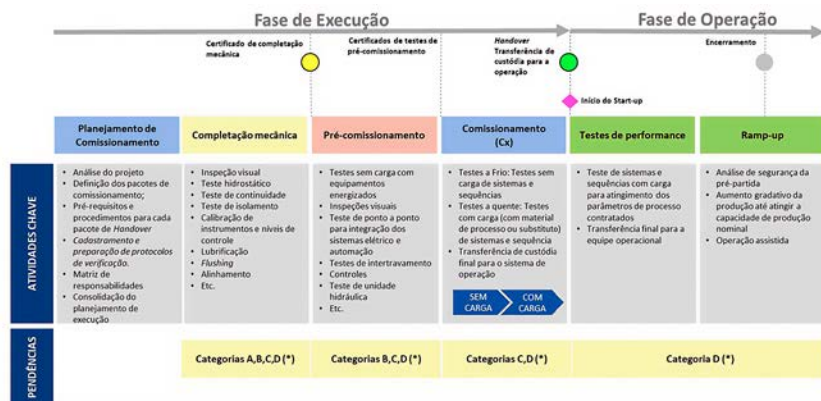 Fase de Execução
Fase de Operação
Certificado de completação
mecânica
Certificados de testes de
pré-comissionamento
Handover
Transferência de
custódia para a
operação
Encerramento
Início do Start-up
Planejamento de
Comissionamento
Completação mecânica
Pré-comissionamento
Comissionamento
(Cx)
Testes de performance
Ramp-up
ATIVIDADES CHAVE
• Análise do projeto
• Definição dos pacotes de
comissionamento;
• Pré-requisitos e
procedimentos para cada
pacote de Handover
• Cadastramento e
preparação de protocolos
de verificação.
• Matriz de
responsabilidades
• Consolidação do
planejamento de
execução
• Inspeção visual
• Teste hidrostático
• Teste de continuidade
• Teste de isolamento
• Calibração de
instrumentos e níveis de
controle
• Lubrificação
• Flushing
• Alinhamento
• Etc.
• Testes sem carga com
equipamentos
energizados
• Inspeções visuais
• Teste de ponto a ponto
para integração dos
sistemas elétrico e
automação
• Testes de intertravamento
• Controles
• Teste de unidade
hidráulica
• Etc.
• Testes a Frio: Testes sem
carga de sistemas e
sequências
• Testes a quente: Testes
com carga (com material
de processo ou substituto)
de sistemas e sequência
• Transferência de custódia
final para o sistema de
operação
SEM
CARGA
COM
CARGA
• Teste de sistemas e
sequências com carga
para atingimento dos
parâmetros de processo
contratados
• Transferência final para a
equipe operacional
• Análise de segurança da
pré-partida
• Aumento gradativo da
produção até atingir a
capacidade de produção
nominal
• Operação assistida
PENDÊNCIAS
Categorias A,B,C,D (*)
Categorias B,C,D (*)
Categorias C,D (*)
Categoria D (*)